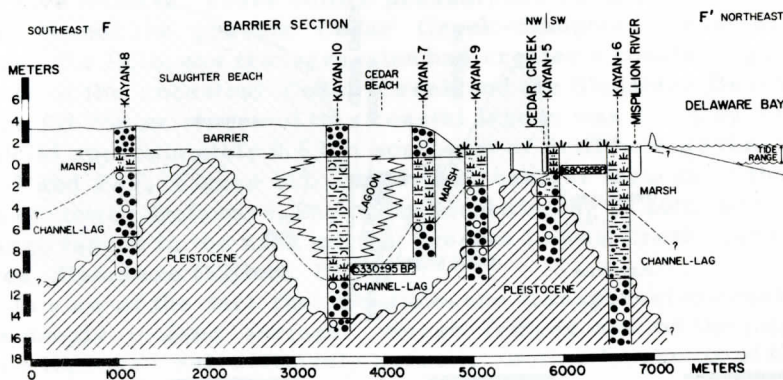 SOUTHEAST F
BARRIER SECTION
NW SW
F' NORTHEAST
METERS
KAYAN-8
SLAUGHTER BEACH
KAYAN-10
CEDAR BEACH
KAYAN-7
KAYAN-9
CEDAR CREEK
KAYAN-5
KAYAN-6
MISPILLION RIVER
DELAWARE BAY
6
4
2
0
0
2
4
6
8
10
12
14
16
18
BARRIER
TIDE RANGE
MARSH
LAGOON
MARSH
MARSH
?
?
?
?
CHANNEL-LAG
PLEISTOCENE
5330±95 BP
CHANNEL-LAG
PLEISTOCENE
CHANNEL-LAG
?
?
0
1000
2000
3000
4000
5000
6000
7000
METERS